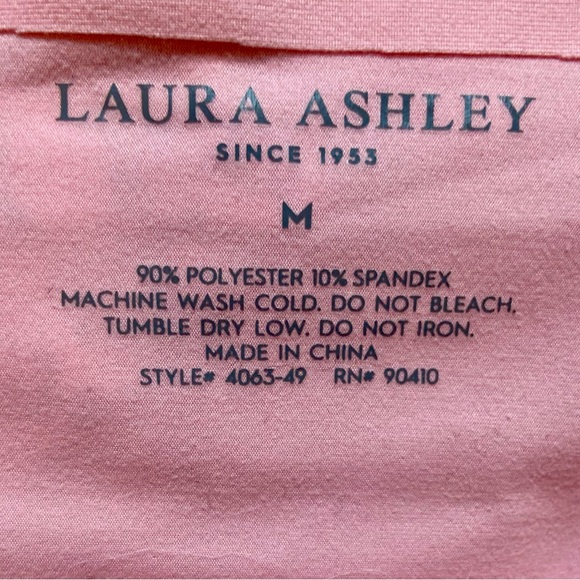 LAURA ASHLEY
SINCE 1953
M
90% POLYESTER 10% SPANDEX
MACHINE WASH COLD. DO NOT BLEACH.
TUMBLE DRY LOW. DO NOT IRON.
MADE IN CHINA
STYLE# 4063-49 RN# 90410